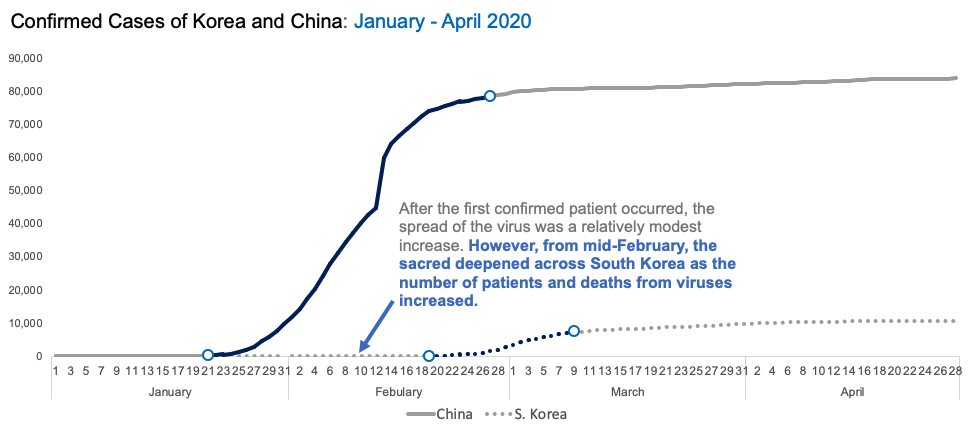 Confirmed Cases of Korea and China: January - April 2020
90,000
80,000
70,000
60,000
50,000
40,000
30,000
20,000
10,000
0
After the first confirmed patient occurred, the
spread of the virus was a relatively modest
increase. However, from mid-February, the
sacred deepened across South Korea as the
number of patients and deaths from viruses
increased.
1 3 5 7 9 11 13 15 17 19 21 23 25 27 29 31 2 4 6 8 10 12 14 16 18 20 22 24 26 28 1 3 5 7 9 11 13 15 17 19 21 23 25 27 29 31 2 4 6 8 10 12 14 16 18 20 22 24 26 28
January Febulary March April
China S. Korea